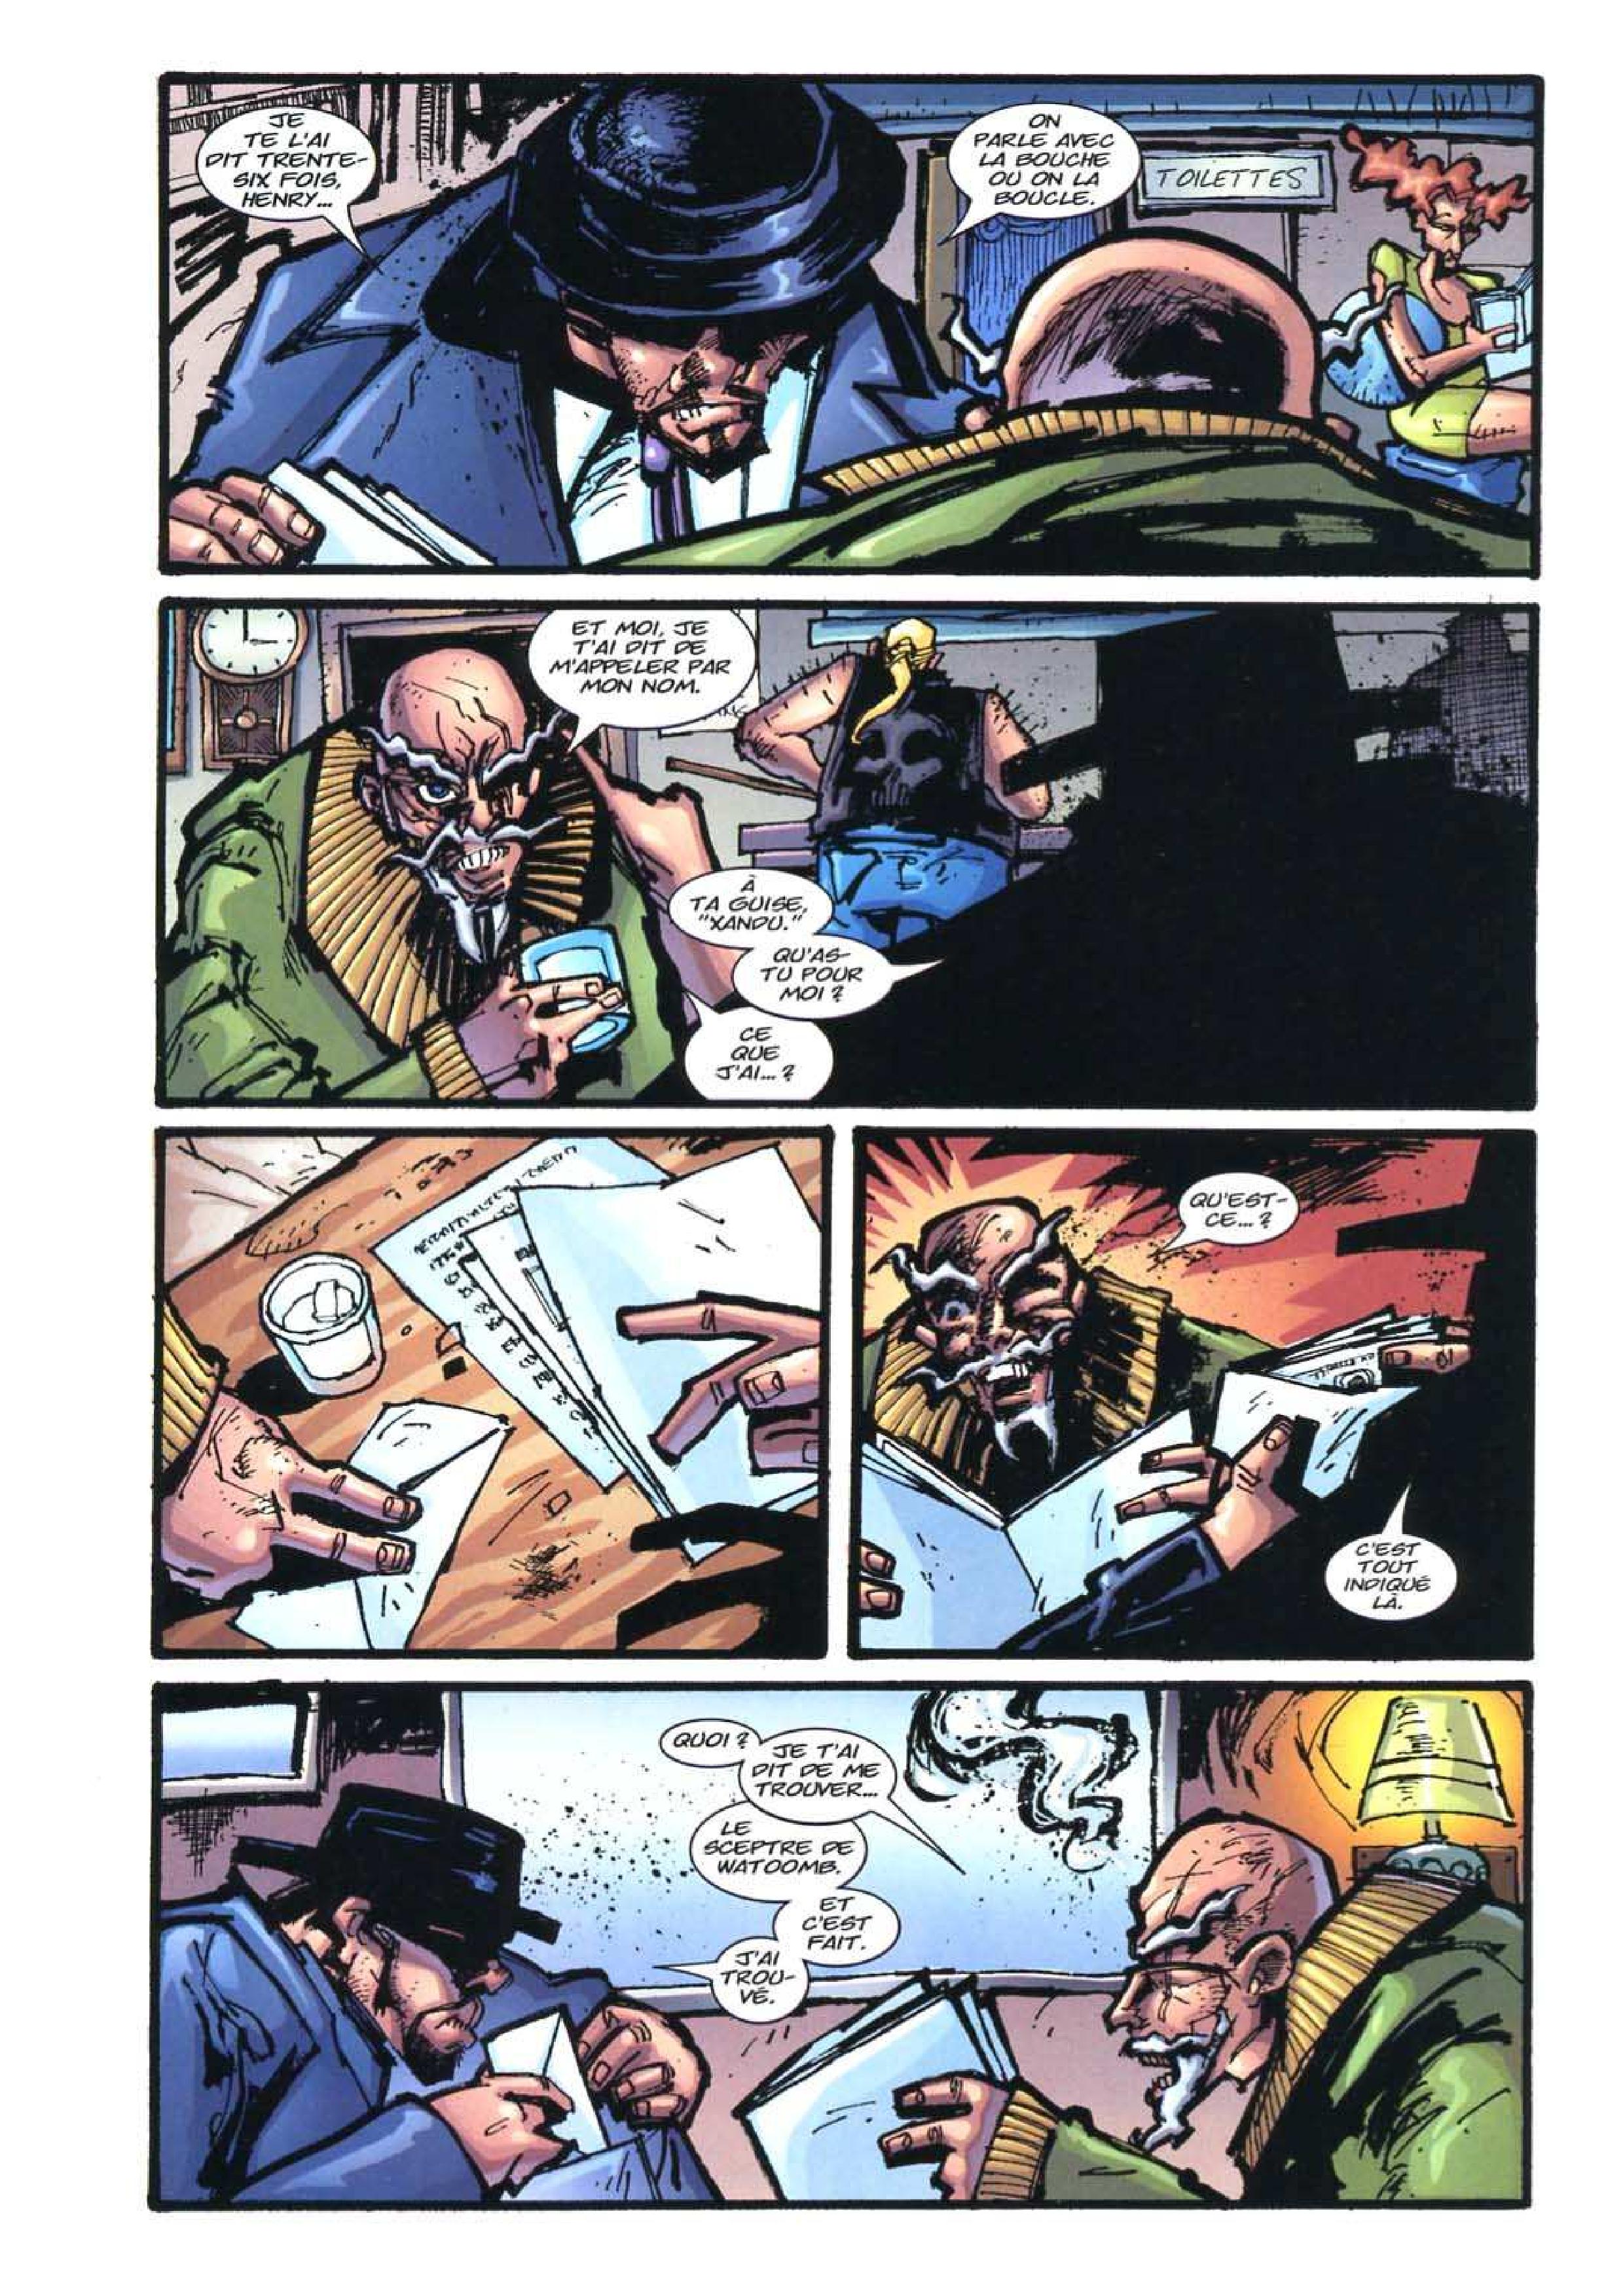 JE
TE L'AI
DIT TRENTE-
SIX FOIS,
HENRY...
ON
PARLE AVEC
LA BOUCHE
OU ON LA
BOUCLE.
TOILETTES
ET MOI, JE
T'AI DIT DE
M'APPELER PAR
MON NOM.
À
TA GUISE,
"XANDU."
QU'AS-
TU POUR
MOI ?
CE
QUE
J'AI... ?
QU'EST-
CE... ?
C'EST
TOUT
INDIQUÉ
LÀ.
QUOI ?
JE T'AI
DIT DE ME
TROUVER...
LE
SCEPTRE DE
WATOOMB.
ET
C'EST
FAIT.
J'AI
TROU-
VÉ.